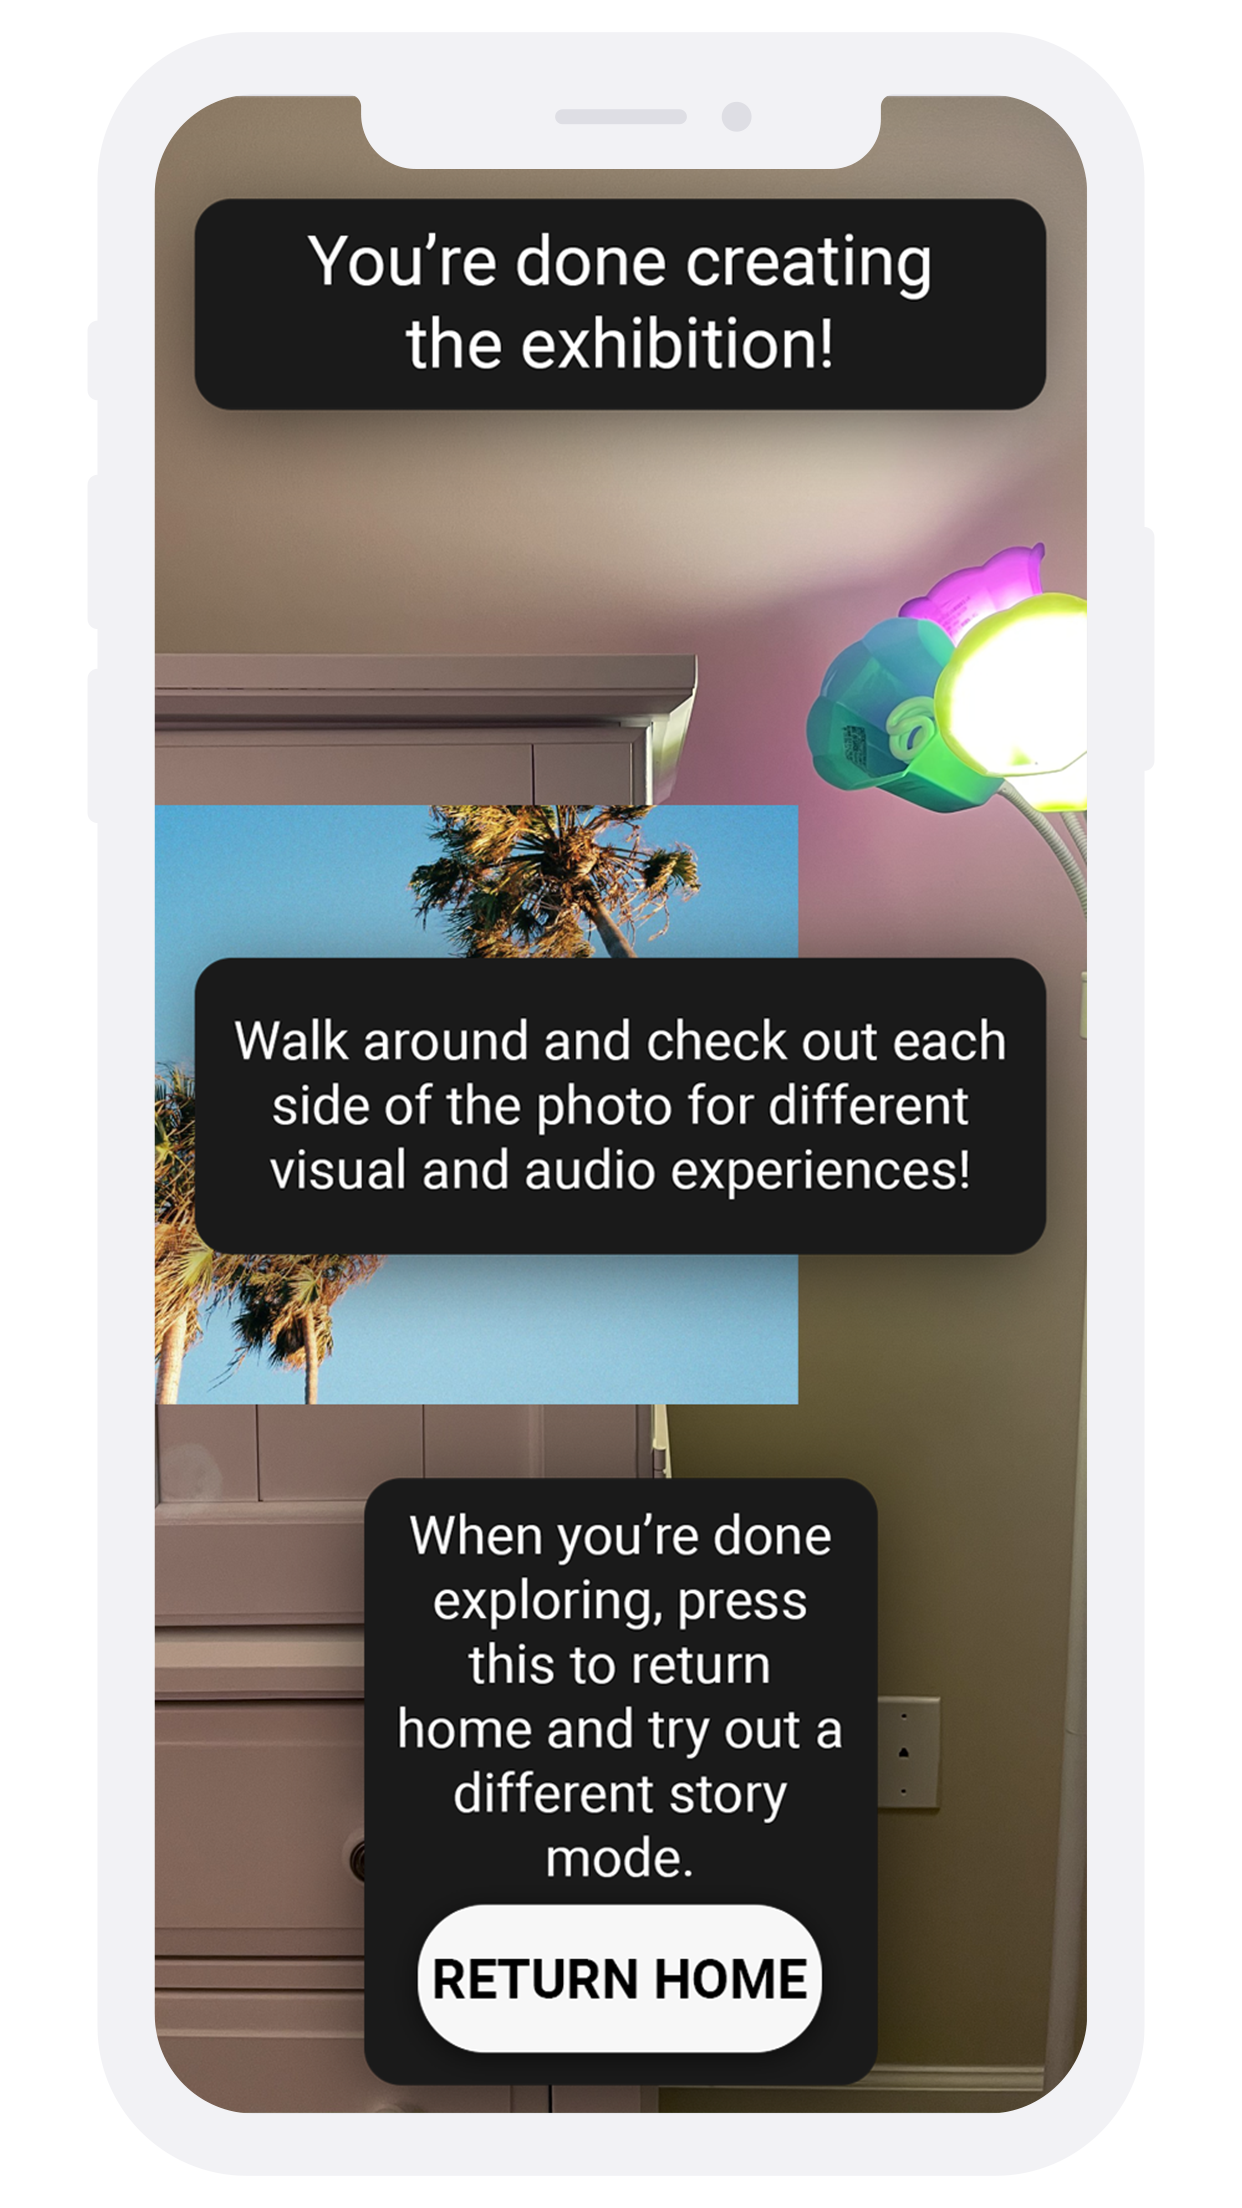 You’re done creating
the exhibition!
Walk around and check out each
side of the photo for different
visual and audio experiences!
When you’re done
exploring, press
this to return
home and try out a
different story
mode.
RETURN HOME